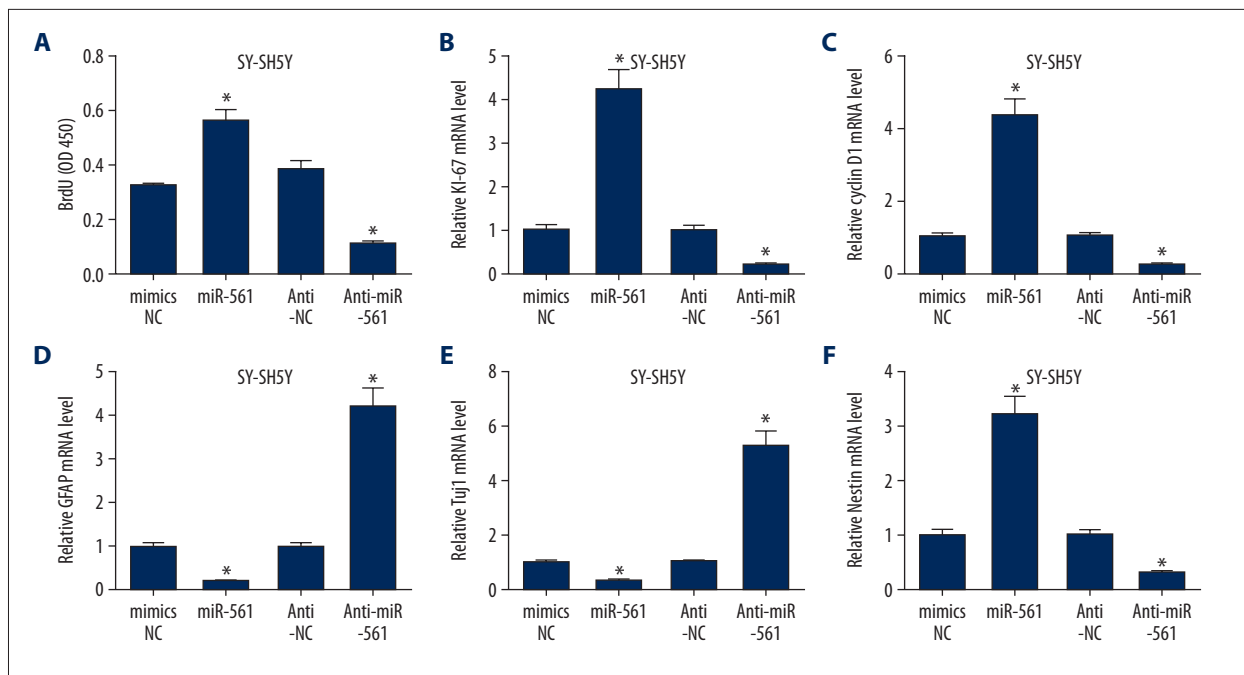 A
SY-SH5Y
BrdU (OD 450)
0.8
0.6
0.4
0.2
0.0
*
*
mimics NC
miR-561
Anti -NC
Anti-miR -561
B
SY-SH5Y
Relative KI-67 mRNA level
5
4
3
2
1
0
*
*
mimics NC
miR-561
Anti -NC
Anti-miR -561
C
SY-SH5Y
Relative cyclin D1 mRNA level
6
4
2
0
*
*
mimics NC
miR-561
Anti -NC
Anti-miR -561
D
SY-SH5Y
Relative GFAP mRNA level
5
4
3
2
1
0
*
*
mimics NC
miR-561
Anti -NC
Anti-miR -561
E
SY-SH5Y
Relative Tuj1 mRNA level
8
6
4
2
0
*
*
mimics NC
miR-561
Anti -NC
Anti-miR -561
F
SY-SH5Y
Relative Nestin mRNA level
4
3
2
1
0
*
*
mimics NC
miR-561
Anti -NC
Anti-miR -561